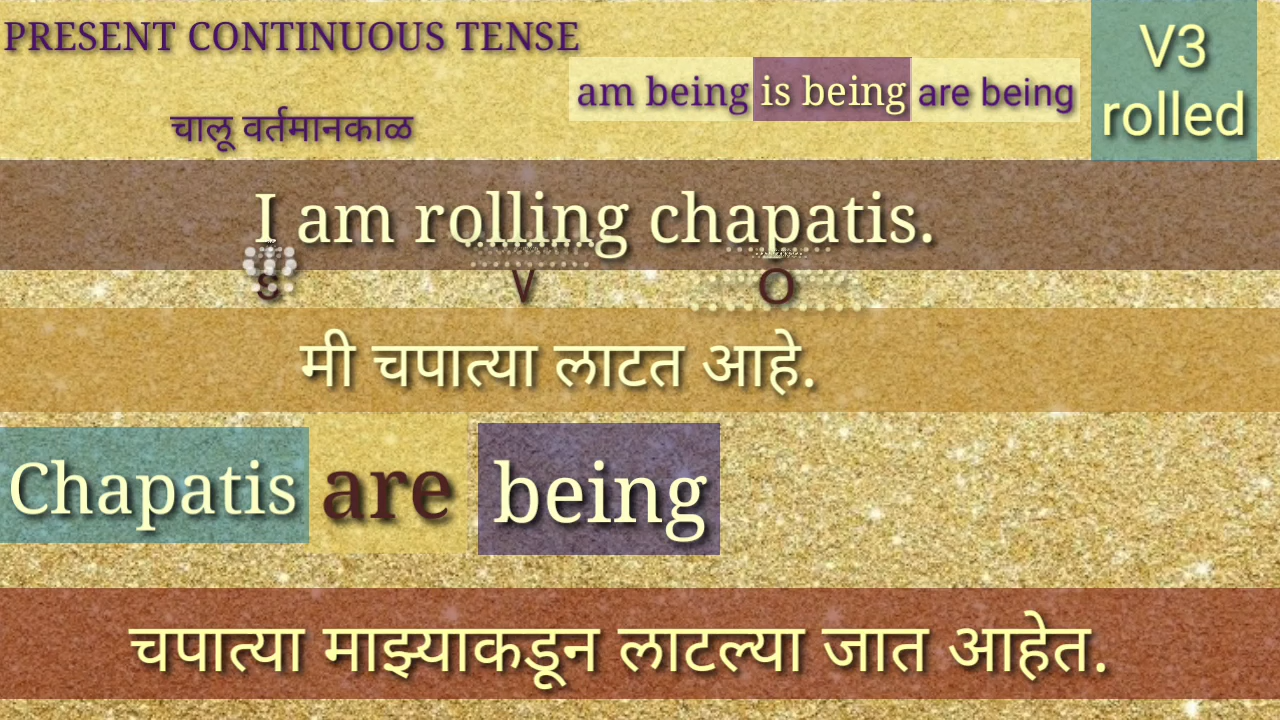 PRESENT CONTINUOUS TENSE
चालू वर्तमानकाळ
am being is being are being
V3
rolled
I am rolling chapatis.
S V O
मी चपात्या लाटत आहे.
Chapatis are being
चपात्या माझ्याकडून लाटल्या जात आहेत.